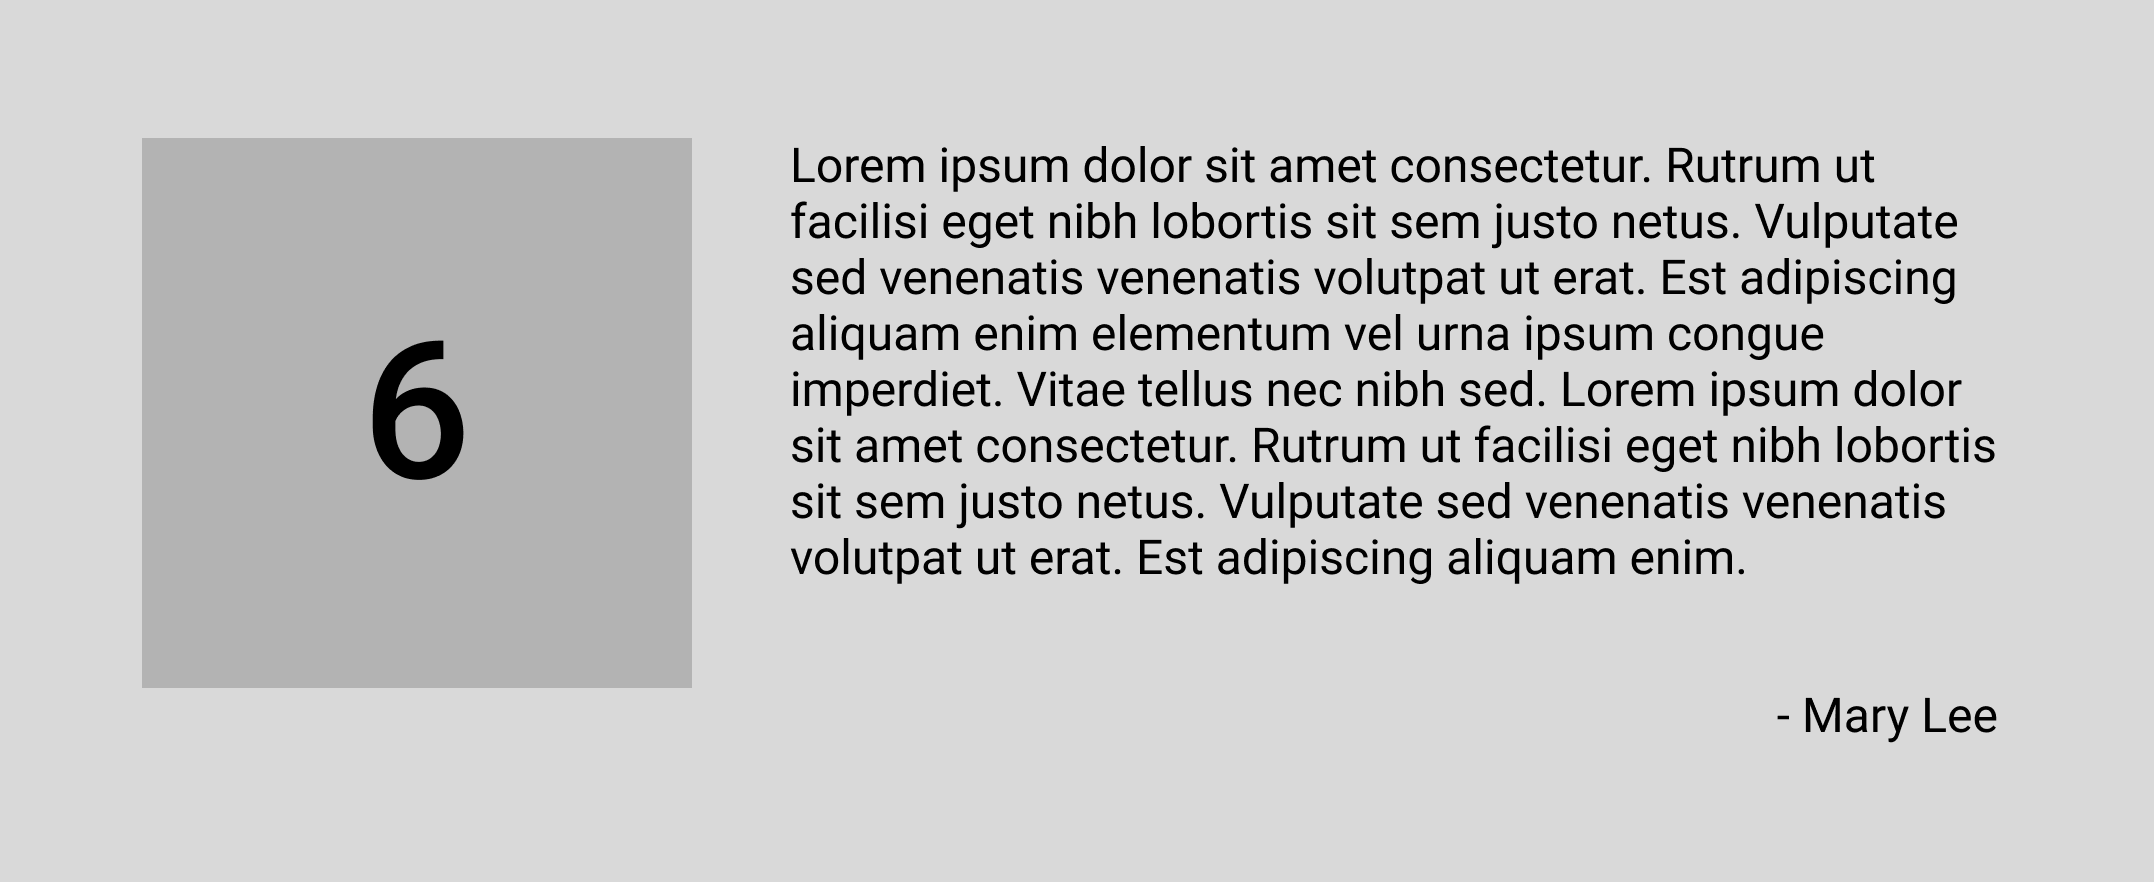 6
Lorem ipsum dolor sit amet consectetur. Rutrum ut
facilisi eget nibh lobortis sit sem justo netus. Vulputate
sed venenatis venenatis volutpat ut erat. Est adipiscing
aliquam enim elementum vel urna ipsum congue
imperdiet. Vitae tellus nec nibh sed. Lorem ipsum dolor
sit amet consectetur. Rutrum ut facilisi eget nibh lobortis
sit sem justo netus. Vulputate sed venenatis venenatis
volutpat ut erat. Est adipiscing aliquam enim.
- Mary Lee